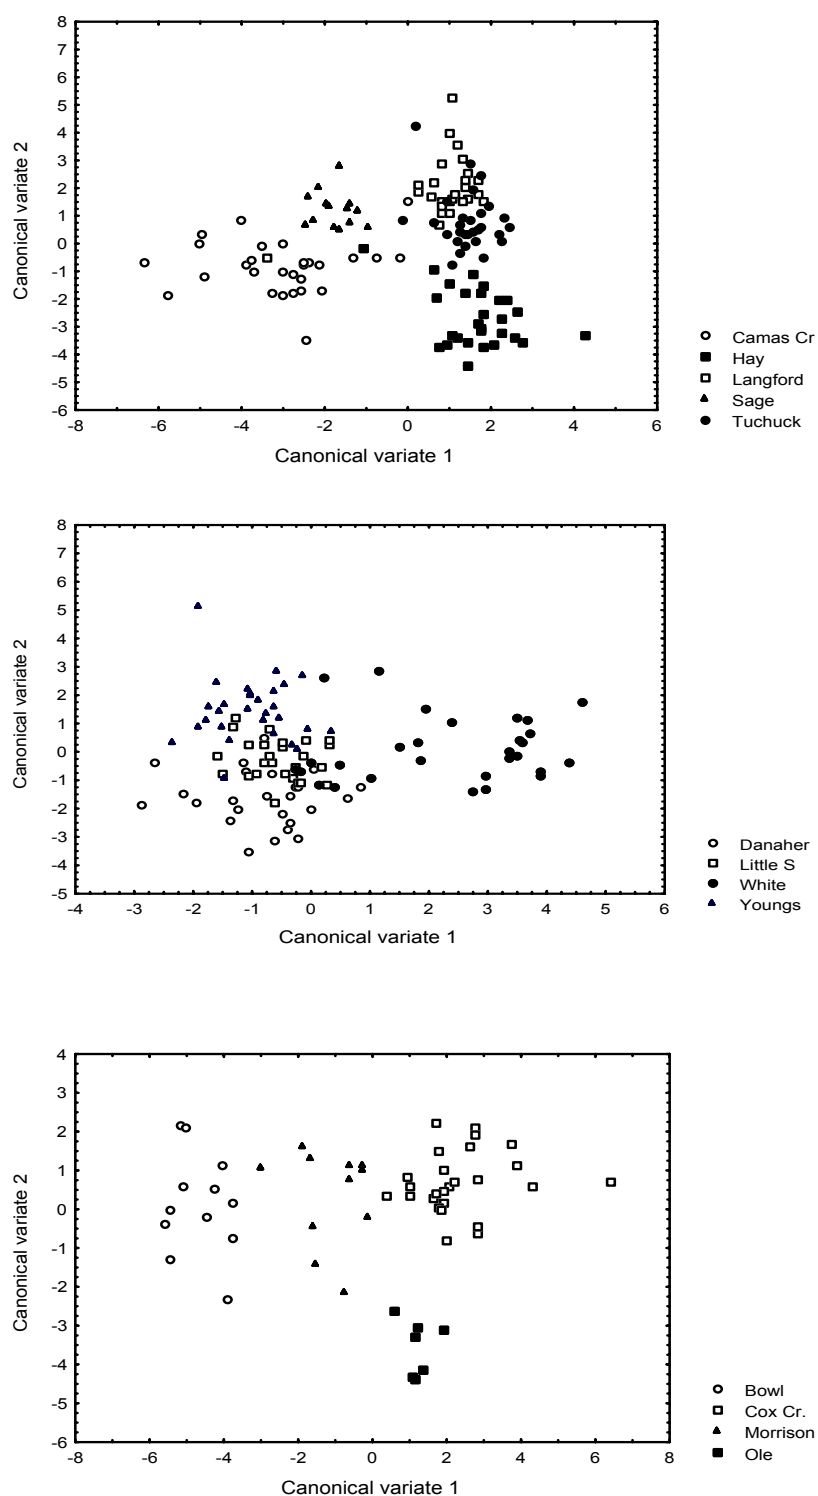 8
7
6
5
4
3
2
1
0
-1
-2
-3
-4
-5
-6
Canonical variate 2
-8 -6 -4 -2 0 2 4 6
Canonical variate 1
Camas Cr
Hay
Langford
Sage
Tuchuck
8
7
6
5
4
3
2
1
0
-1
-2
-3
-4
-5
Canonical variate 2
-4 -3 -2 -1 0 1 2 3 4 5 6
Canonical variate 1
Danaher
Little S
White
Youngs
4
3
2
1
0
-1
-2
-3
-4
-5
-6
Canonical variate 2
-8 -6 -4 -2 0 2 4 6 8
Canonical variate 1
Bowl
Cox Cr.
Morrison
Ole